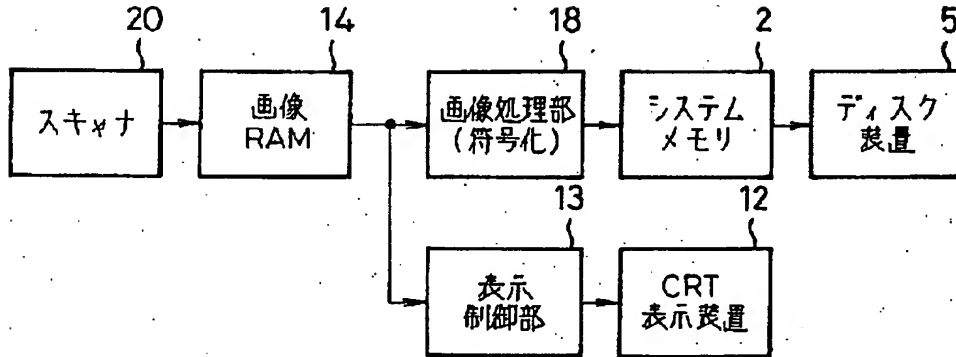 20
14
18
2
5
スキャナ
画像
RAM
画像処理部
(符号化)
システム
メモリ
ディスク
装置
13
12
表示
制御部
CRT
表示装置